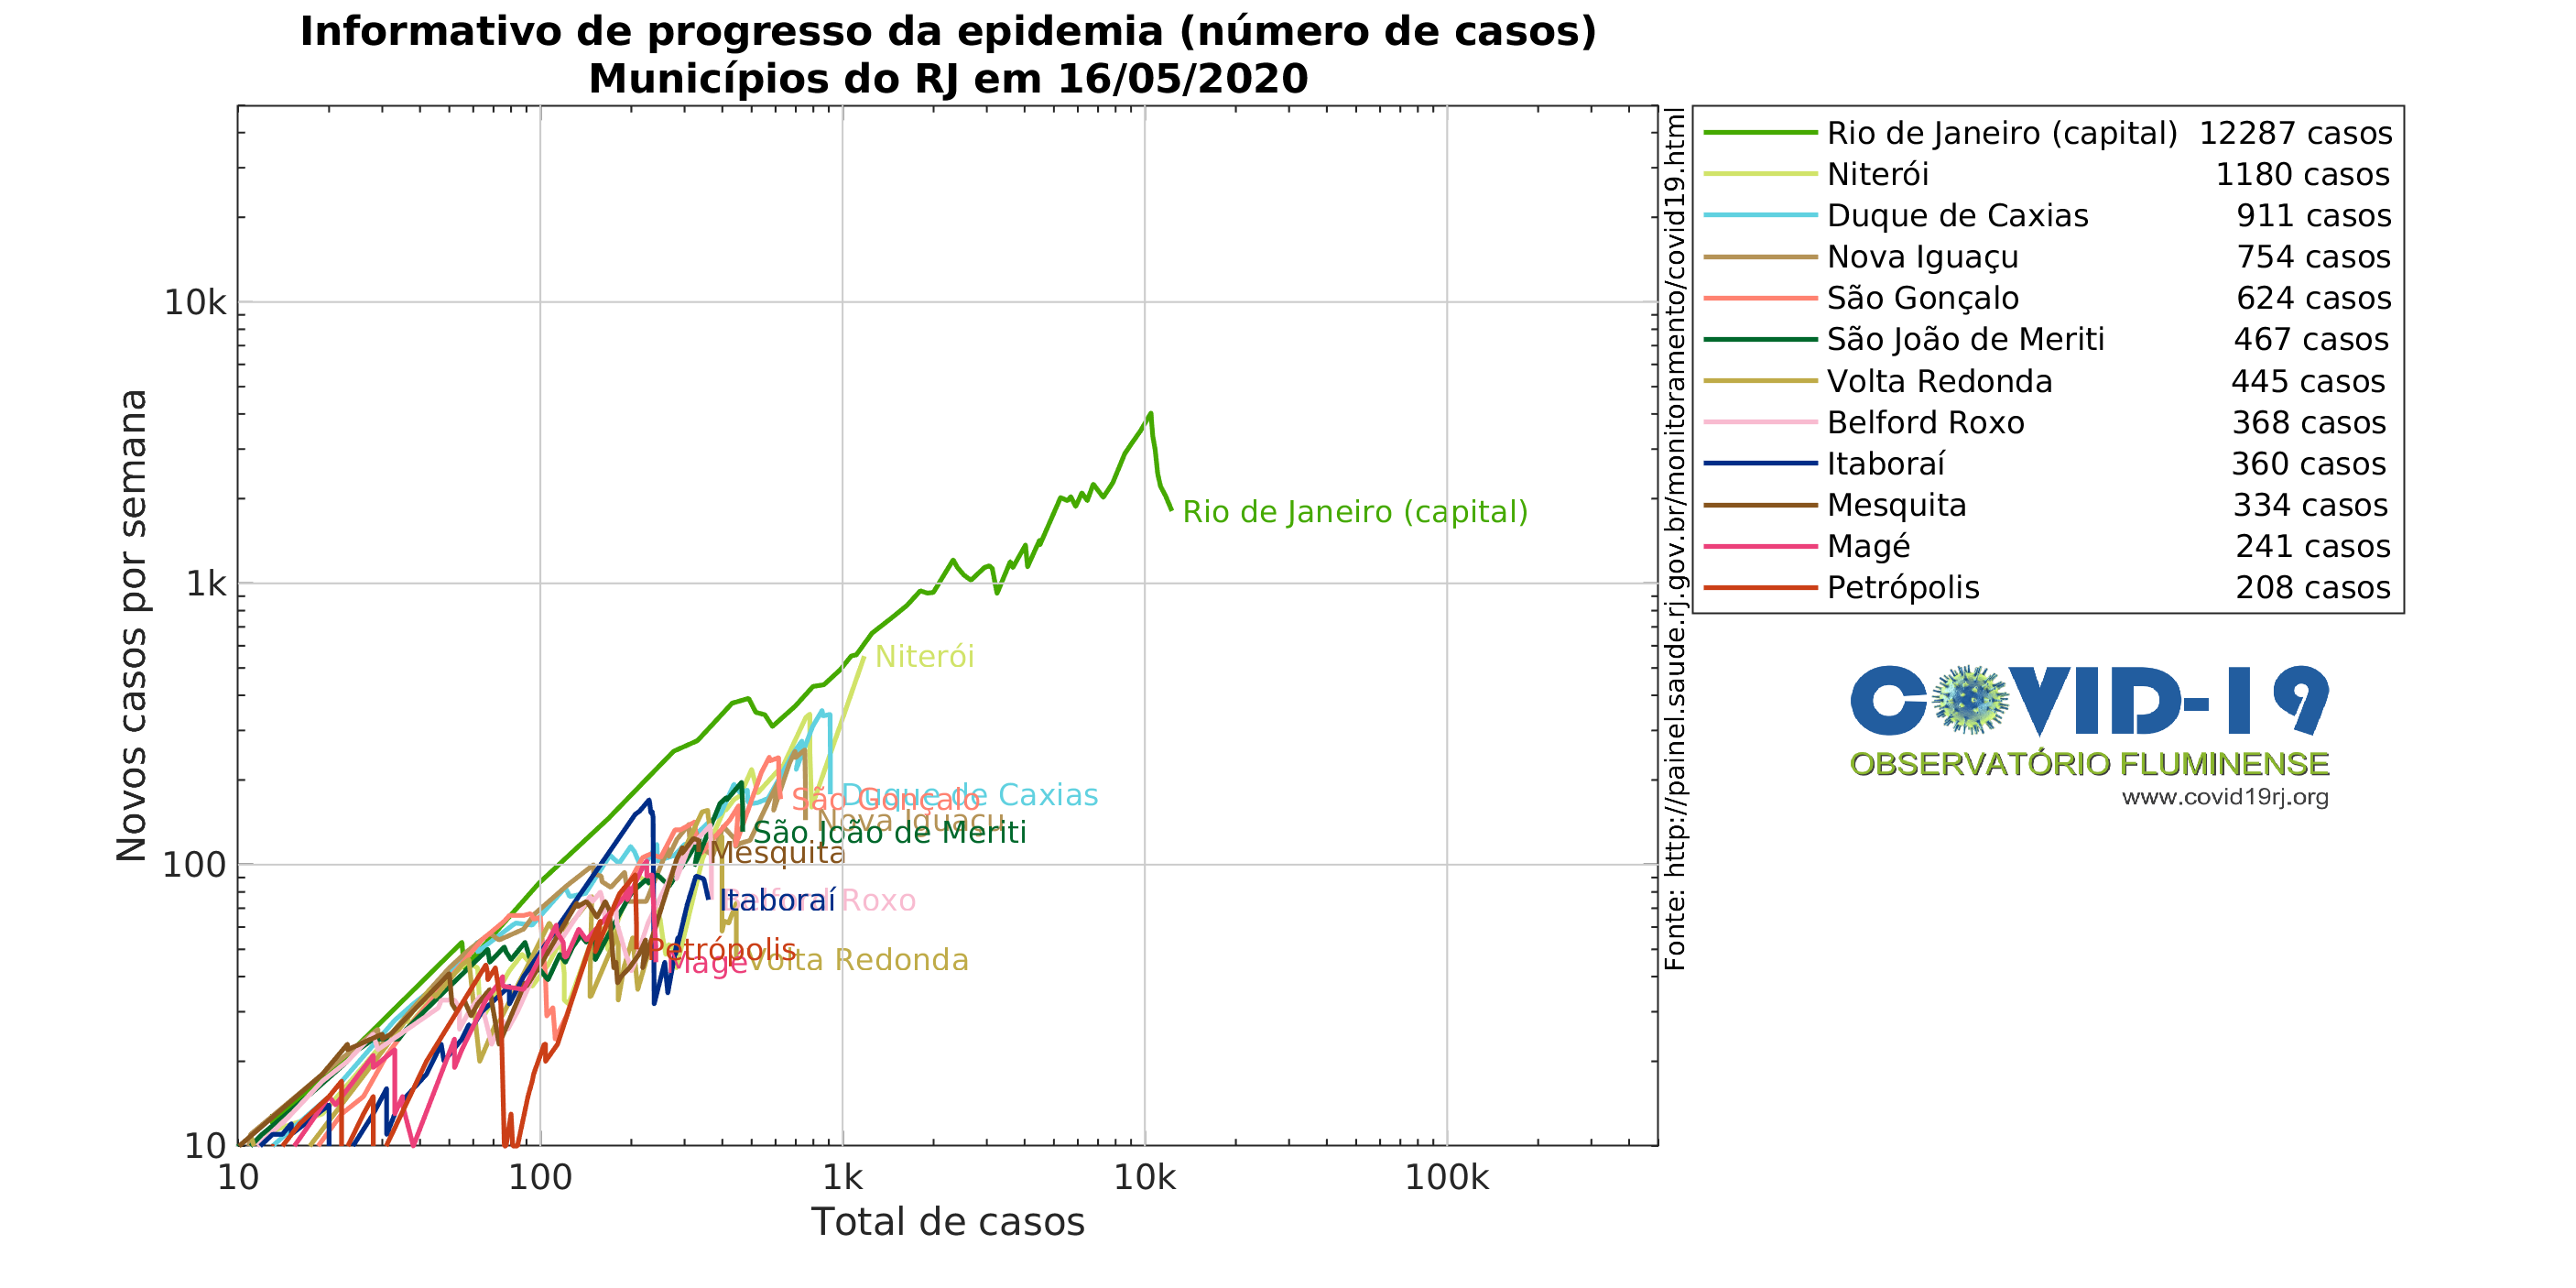 Informativo de progresso da epidemia (número de casos)
Municípios do RJ em 16/05/2020
Novos casos por semana
10k
1k
100
10
10
100
1k
10k
100k
Total de casos
Rio de Janeiro (capital)
Niterói
Duque de Caxias
São Gonçalo
Nova Iguaçu
São João de Meriti
Mesquita
Belford Roxo
Itaboraí
Petrópolis
Volta Redonda
Magé
Fonte: http://painel.saude.rj.gov.br/monitoramento/covid19.html
Rio de Janeiro (capital) 12287 casos
Niterói 1180 casos
Duque de Caxias 911 casos
Nova Iguaçu 754 casos
São Gonçalo 624 casos
São João de Meriti 467 casos
Volta Redonda 445 casos
Belford Roxo 368 casos
Itaboraí 360 casos
Mesquita 334 casos
Magé 241 casos
Petrópolis 208 casos
COVID-19
OBSERVATÓRIO FLUMINENSE
www.covid19rj.org